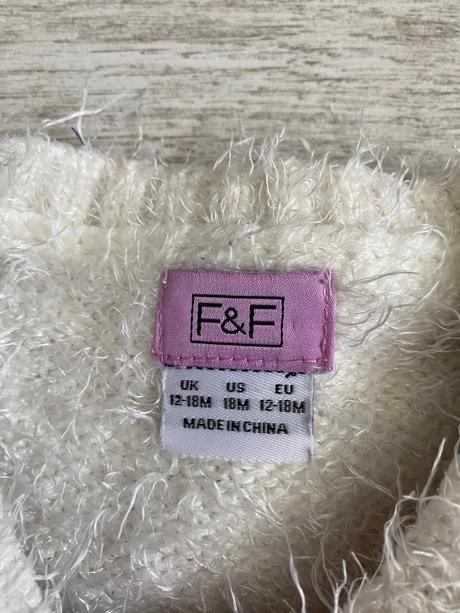 F&F
UK US EU
12-18M 18M 12-18M
MADE IN CHINA